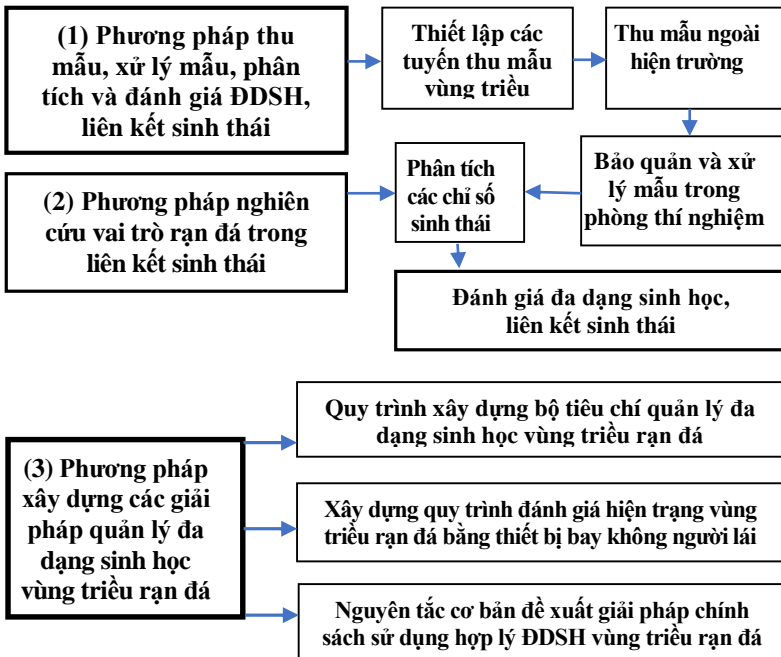 (1) Phương pháp thu
mẫu, xử lý mẫu, phân
tích và đánh giá ĐDSH,
liên kết sinh thái
Thiết lập các
tuyến thu mẫu
vùng triều
Thu mẫu ngoài
hiện trường
Bảo quản và xử
lý mẫu trong
phòng thí nghiệm
Phân tích
các chỉ số
sinh thái
(2) Phương pháp nghiên
cứu vai trò rạn đá trong
liên kết sinh thái
Đánh giá đa dạng sinh học,
liên kết sinh thái
(3) Phương pháp
xây dựng các giải
pháp quản lý đa
dạng sinh học
vùng triều rạn đá
Quy trình xây dựng bộ tiêu chí quản lý đa
dạng sinh học vùng triều rạn đá
Xây dựng quy trình đánh giá hiện trạng vùng
triều rạn đá bằng thiết bị bay không người lái
Nguyên tắc cơ bản đề xuất giải pháp chính
sách sử dụng hợp lý ĐDSH vùng triều rạn đá